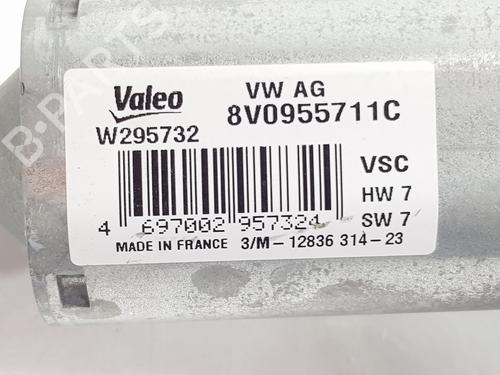 Valeo
VW AG
W295732
8V0955711C
VSC
HW 7
4 697002 957324
SW 7
MADE IN FRANCE 3/M-12836 314-23
B-PARTS